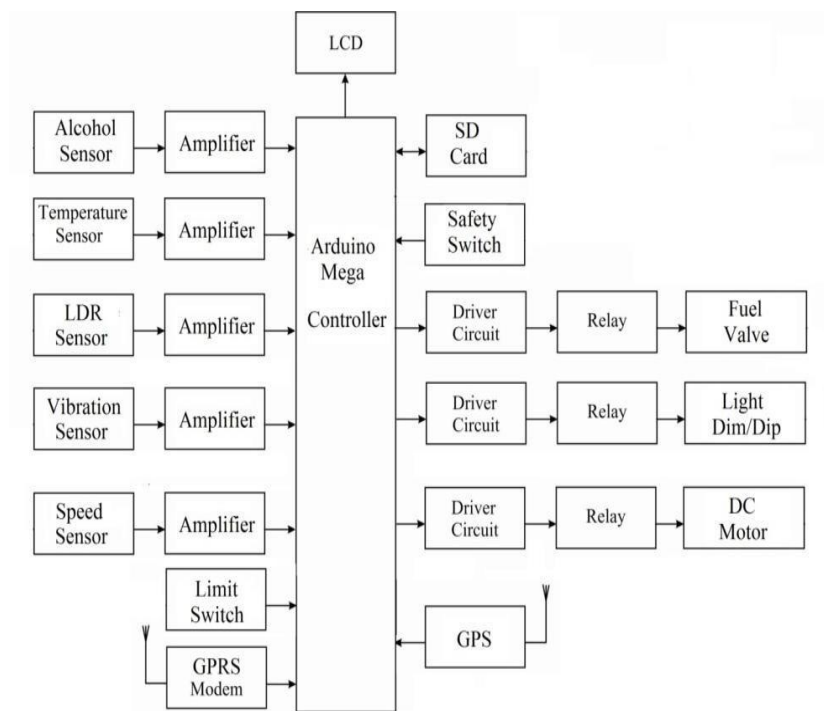 LCD
Alcohol
Sensor
Amplifier
SD
Card
Temperature
Sensor
Amplifier
Safety
Switch
Arduino
Mega
Controller
LDR
Sensor
Amplifier
Driver
Circuit
Relay
Fuel
Valve
Vibration
Sensor
Amplifier
Driver
Circuit
Relay
Light
Dim/Dip
Speed
Sensor
Amplifier
Driver
Circuit
Relay
DC
Motor
Limit
Switch
GPRS
Modem
GPS